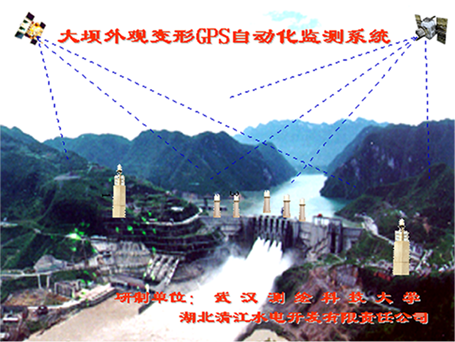 大坝外观变形GPS自动化监测系统
研制单位： 武汉测绘科技大学
湖北清江水电开发有限责任公司